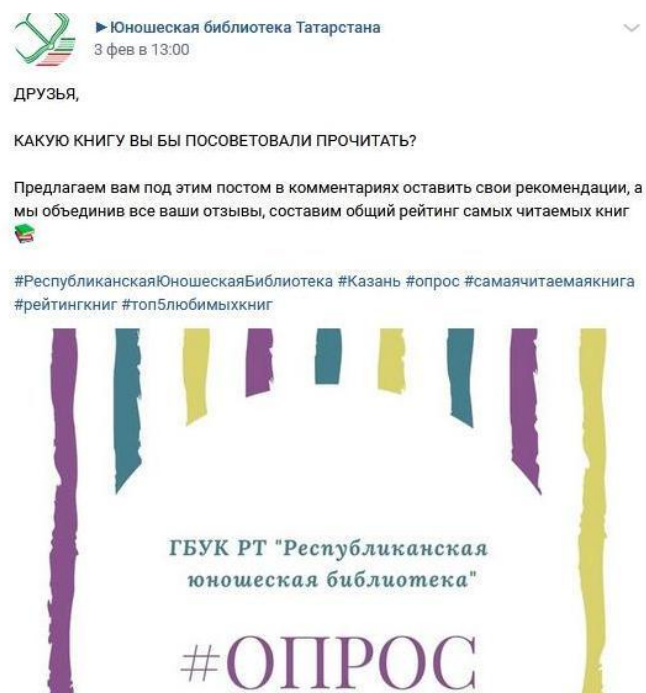 ►Юношеская библиотека Татарстана
3 фев в 13:00
ДРУЗЬЯ,
КАКУЮ КНИГУ ВЫ БЫ ПОСОВЕТОВАЛИ ПРОЧИТАТЬ?
Предлагаем вам под этим постом в комментариях оставить свои рекомендации, а
мы объединив все ваши отзывы, составим общий рейтинг самых читаемых книг
📚
#РеспубликанскаяЮношескаяБиблиотека #Казань #опрос #самаячитаемаякнига
#рейтингкниг #топ5любимыхкниг
ГБУК РТ "Республиканская
юношеская библиотека"
#ОПРОС